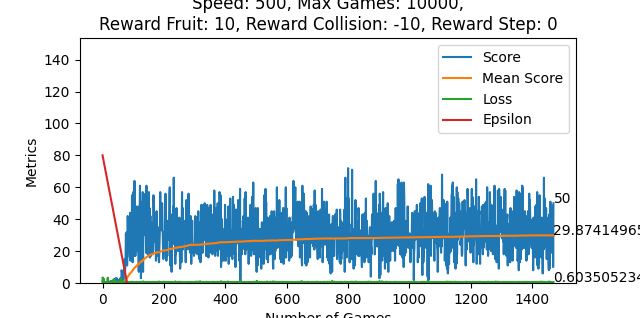 Speed: 500, Max Games: 10000,
Reward Fruit: 10, Reward Collision: -10, Reward Step: 0
Score
Mean Score
Loss
Epsilon
Metrics
140
120
100
80
60
40
20
0
50
29.87414965
0.603505234
0 200 400 600 800 1000 1200 1400
Number of Games